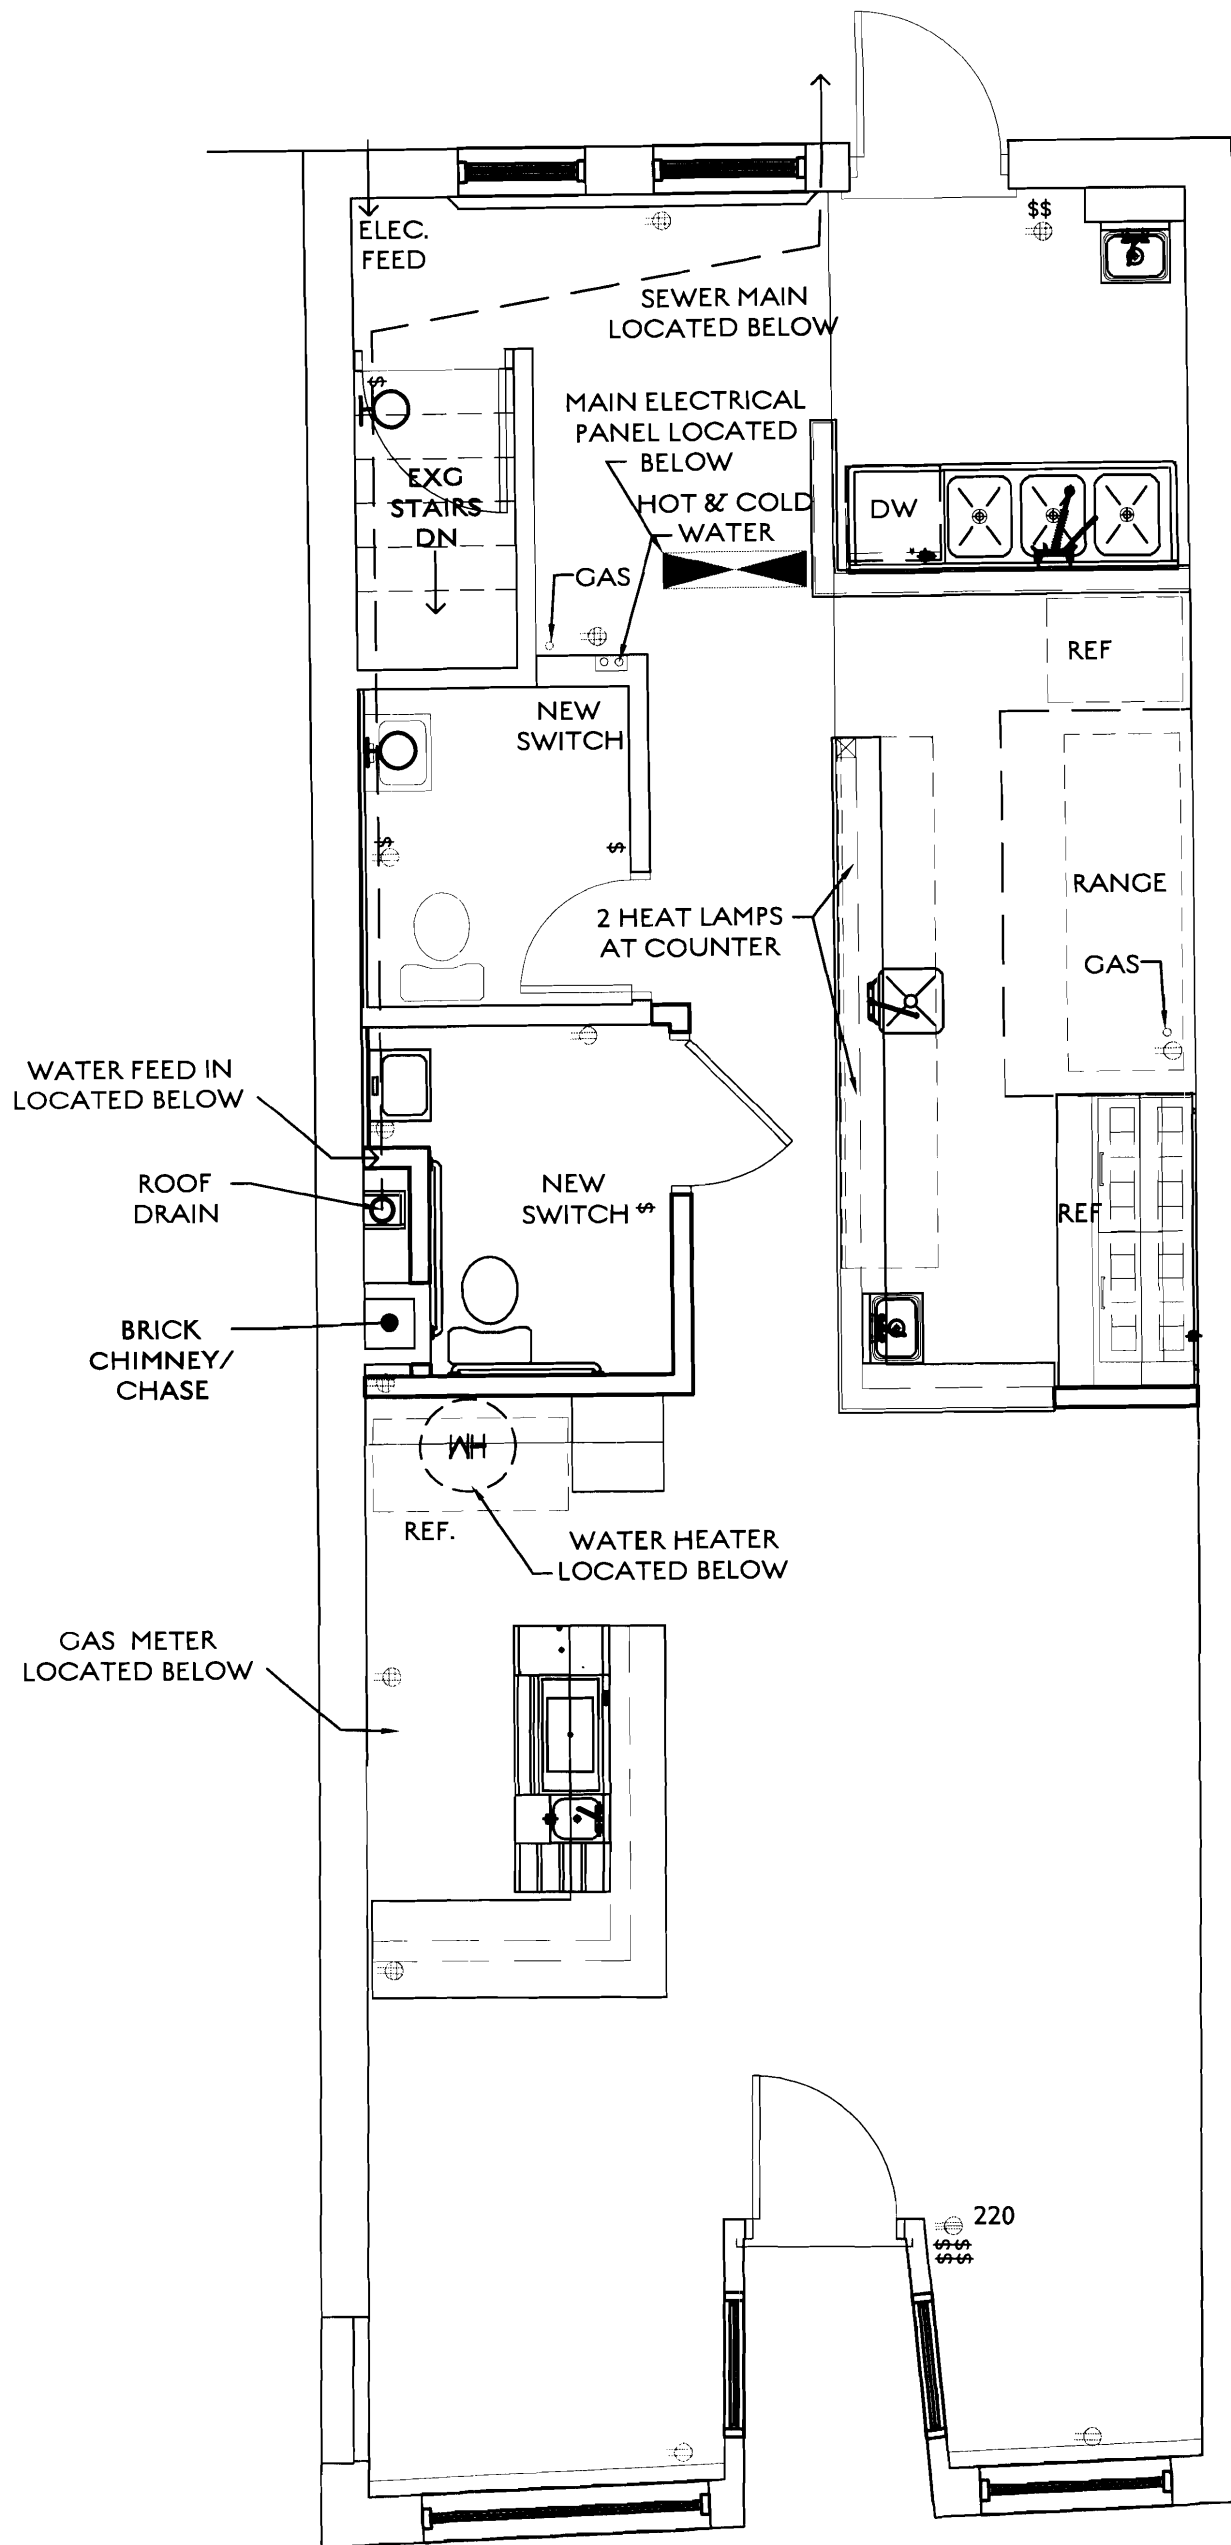 $$
ELEC.
FEED
SEWER MAIN
LOCATED BELOW
$
MAIN ELECTRICAL
PANEL LOCATED
BELOW
EXG
STAIRS
DN
HOT & COLD
WATER
DW
GAS
REF
NEW
SWITCH
$
$
RANGE
2 HEAT LAMPS
AT COUNTER
GAS
WATER FEED IN
LOCATED BELOW
ROOF
DRAIN
NEW
SWITCH $
REF
BRICK
CHIMNEY/
CHASE
HW
REF.
WATER HEATER
LOCATED BELOW
GAS METER
LOCATED BELOW
220
$$
$$